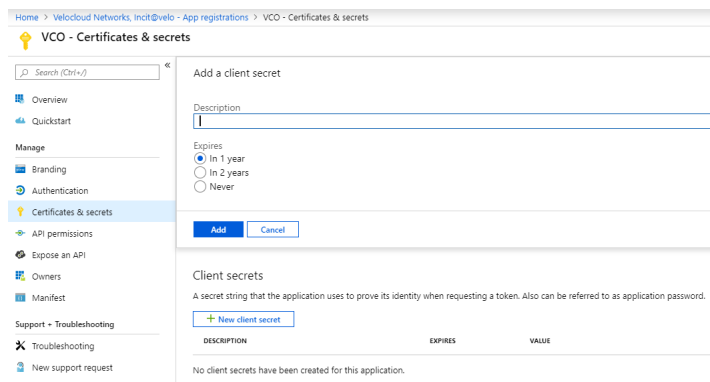 Home > Velocloud Networks, Incit@velo - App registrations > VCO - Certificates & secrets
VCO - Certificates & secrets
Search (Ctrl+/)
«
Overview
Quickstart
Manage
Branding
Authentication
Certificates & secrets
API permissions
Expose an API
Owners
Manifest
Support + Troubleshooting
Troubleshooting
New support request
Add a client secret
Description
Expires
In 1 year
In 2 years
Never
Add Cancel
Client secrets
A secret string that the application uses to prove its identity when requesting a token. Also can be referred to as application password.
+ New client secret
DESCRIPTION EXPIRES VALUE
No client secrets have been created for this application.